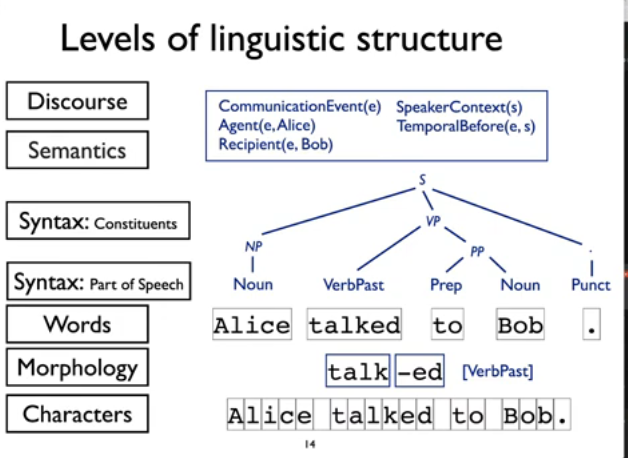 Levels of linguistic structure
Discourse
Semantics
CommunicationEvent(e) SpeakerContext(s)
Agent(e, Alice) TemporalBefore(e, s)
Recipient(e, Bob)
S
Syntax: Constituents
VP
NP
PP
.
Syntax: Part of Speech
Noun VerbPast Prep Noun Punct
Words
Alice talked to Bob .
Morphology
talk -ed [VerbPast]
Characters
Alice talked to Bob.
14